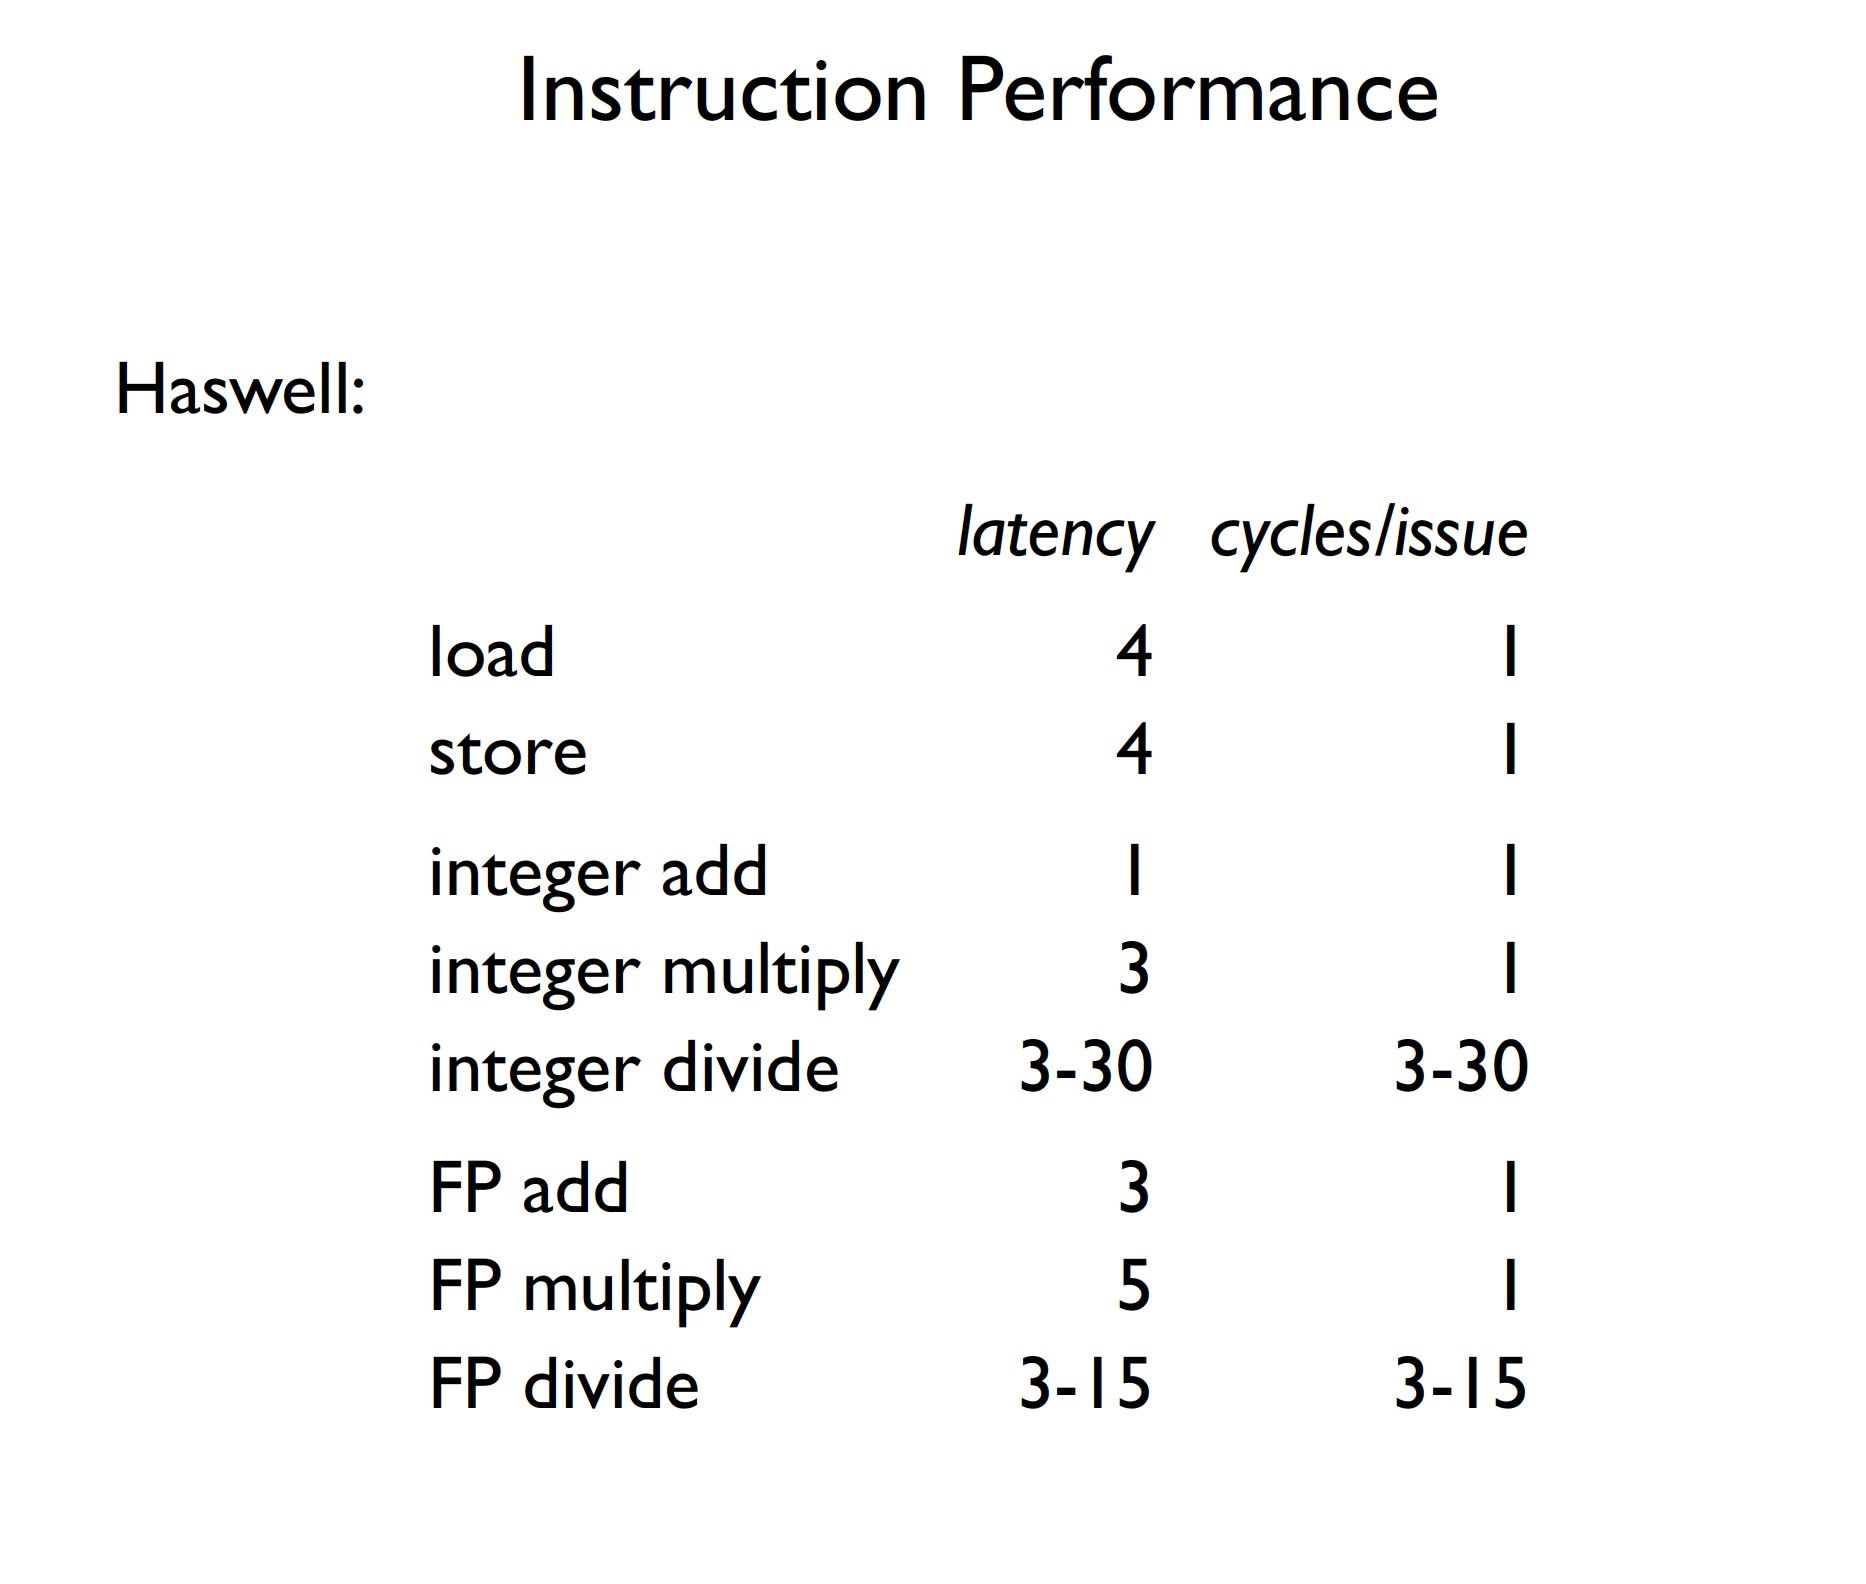 Instruction Performance
Haswell:
latency cycles/issue
load 4 1
store 4 1
integer add 1 1
integer multiply 3 1
integer divide 3-30 3-30
FP add 3 1
FP multiply 5 1
FP divide 3-15 3-15